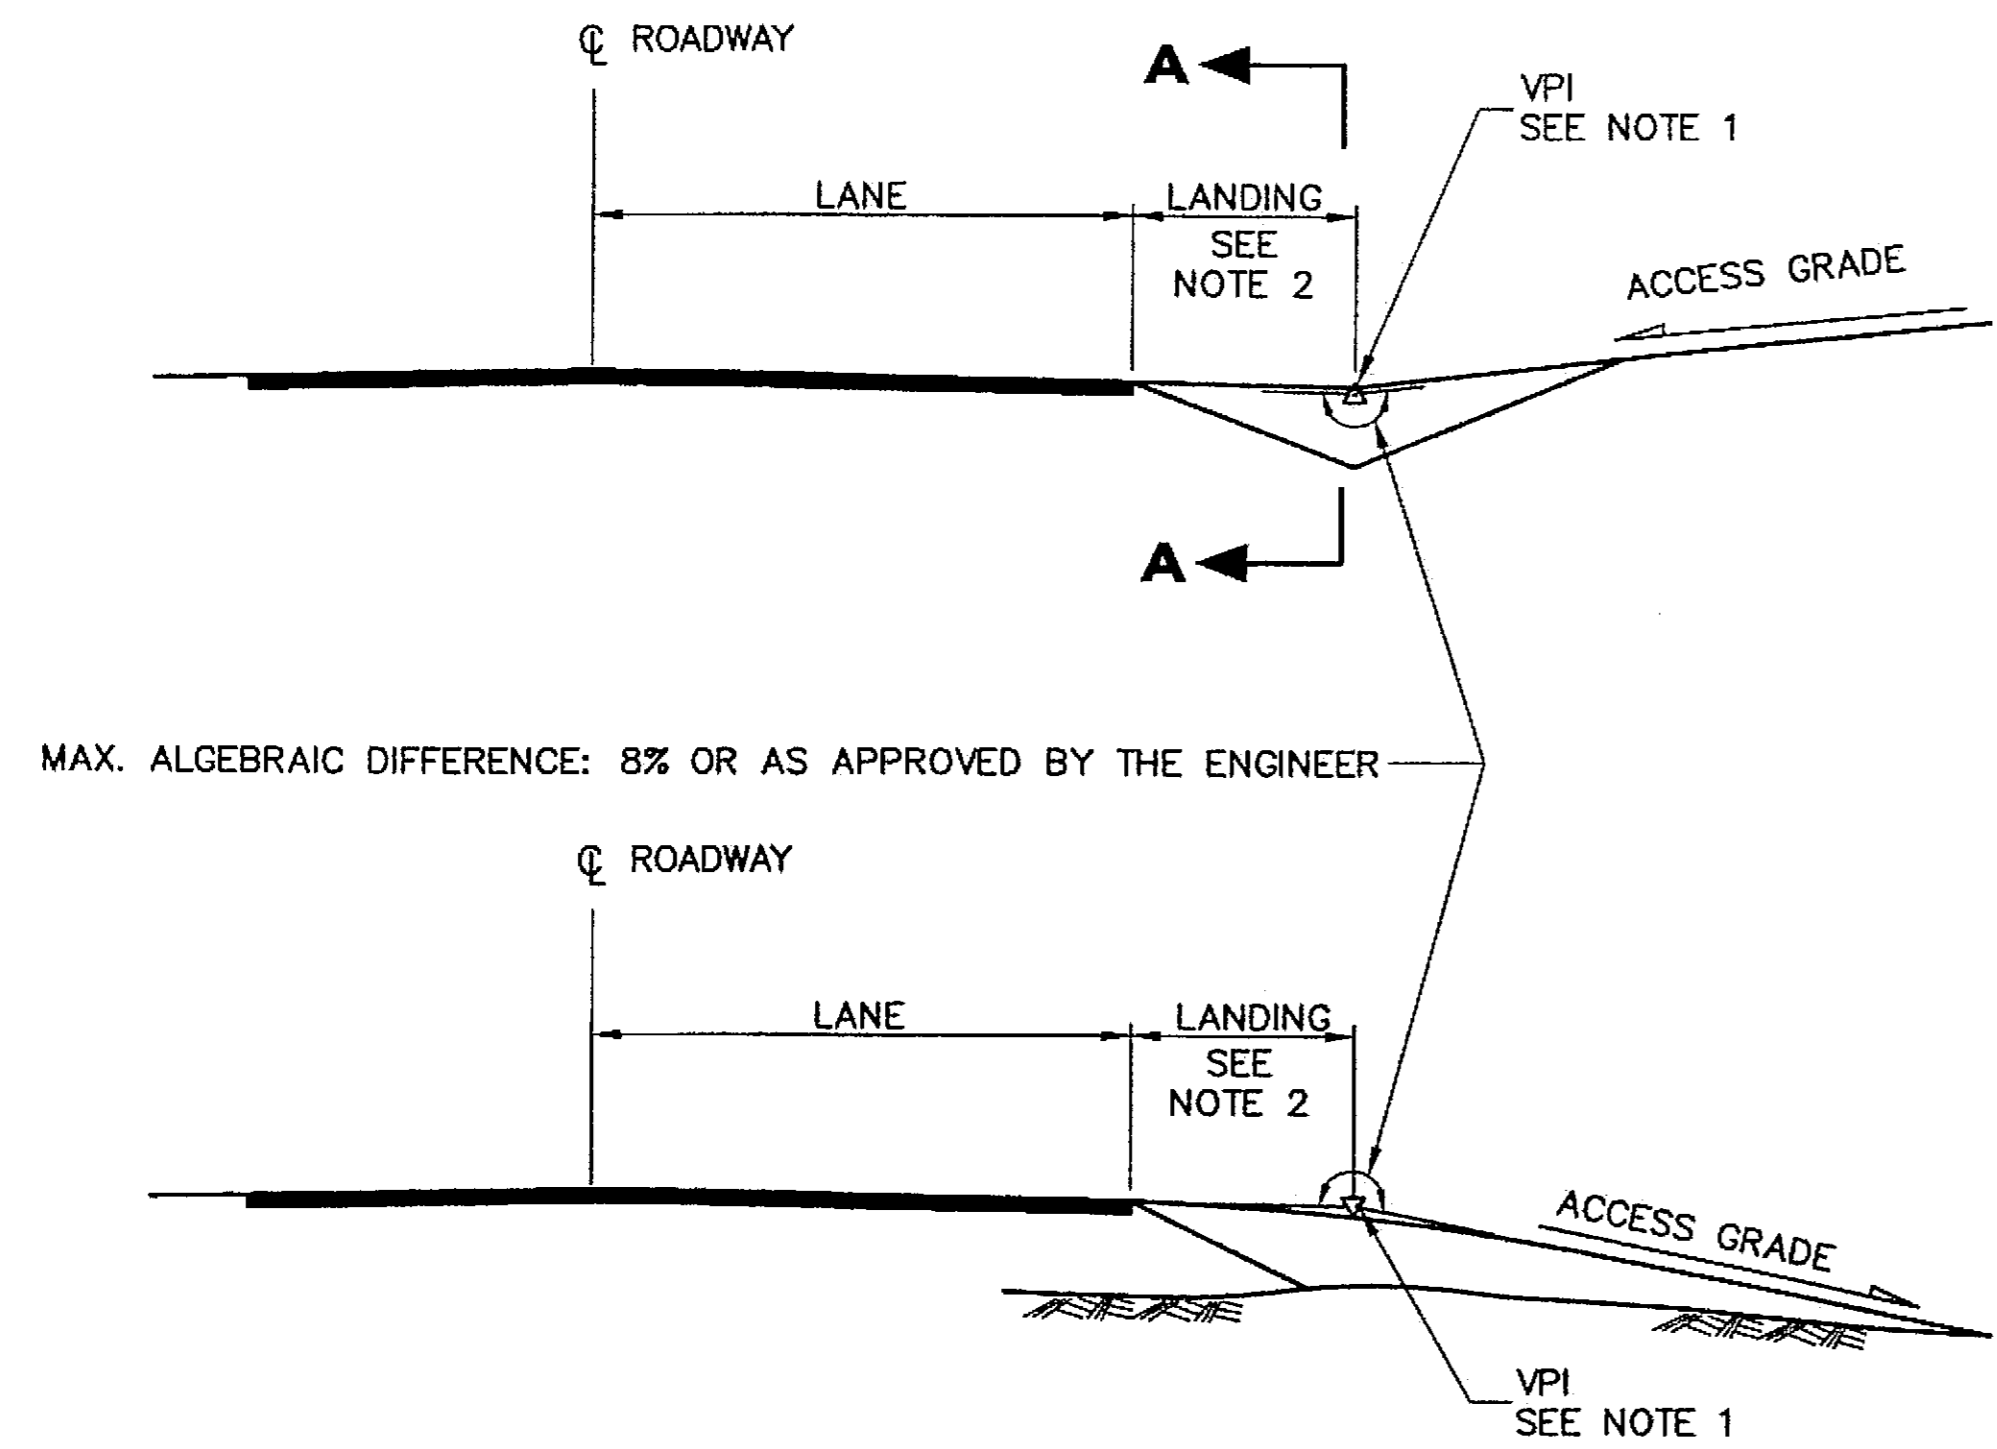 ℄ ROADWAY
A
VPI
SEE NOTE 1
LANE
LANDING
SEE
NOTE 2
ACCESS GRADE
A
MAX. ALGEBRAIC DIFFERENCE: 8% OR AS APPROVED BY THE ENGINEER
℄ ROADWAY
LANE
LANDING
SEE
NOTE 2
ACCESS GRADE
VPI
SEE NOTE 1